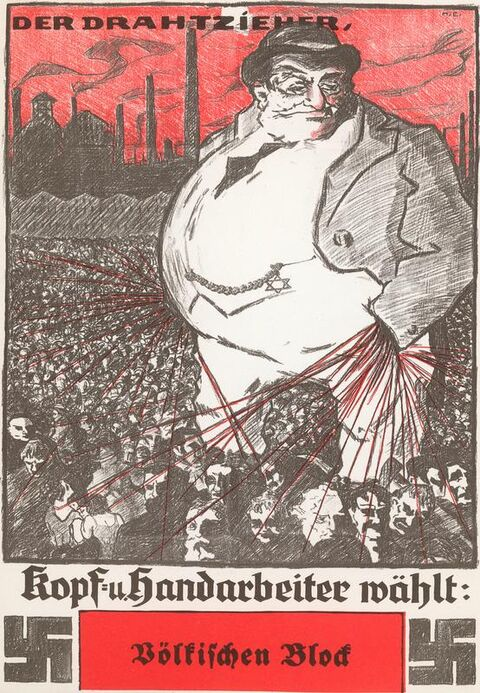 DER DRAHTZIEHER,
H.E.
Kopf=u.Handarbeiter wählt:
Völkischen Block